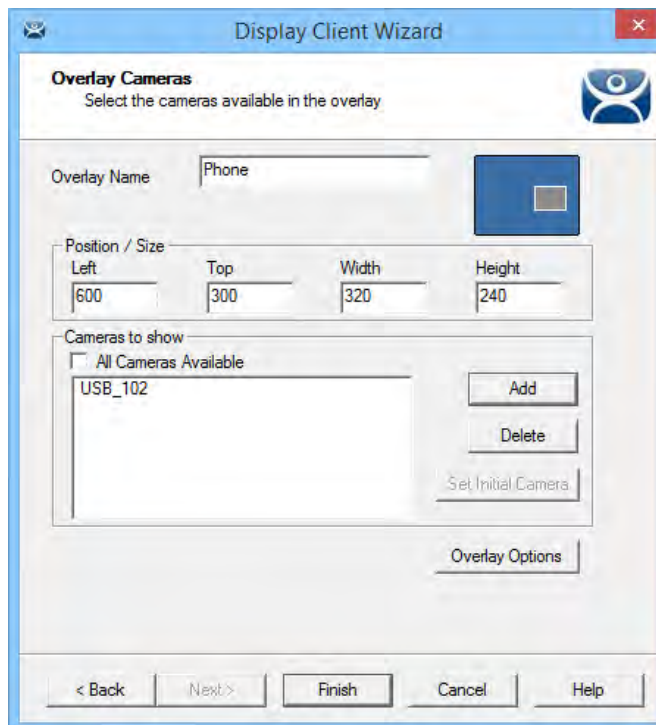 Display Client Wizard
Overlay Cameras
Select the cameras available in the overlay
Overlay Name Phone
Position / Size
Left Top Width Height
600 300 320 240
Cameras to show
All Cameras Available
USB_102
Add
Delete
Set Initial Camera
Overlay Options
< Back Next > Finish Cancel Help